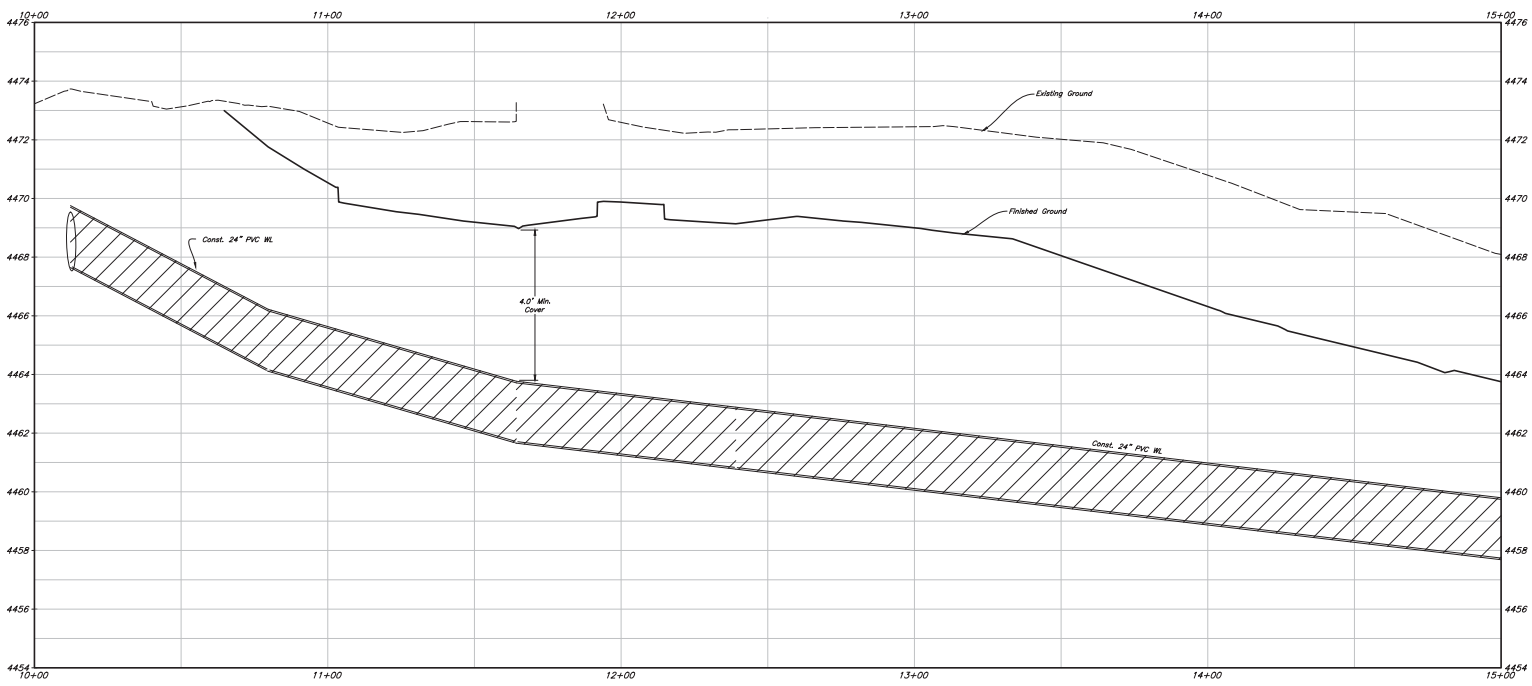 10+00 11+00 12+00 13+00 14+00 15+00
4476 4476
4474 4474
Existing Ground
4472 4472
4470 4470
Finished Ground
Const. 24" PVC WL
4468 4468
4.0' Min.
Cover
4466 4466
4464 4464
4462 4462
Const. 24" PVC WL
4460 4460
4458 4458
4456 4456
4454 4454
10+00 11+00 12+00 13+00 14+00 15+00